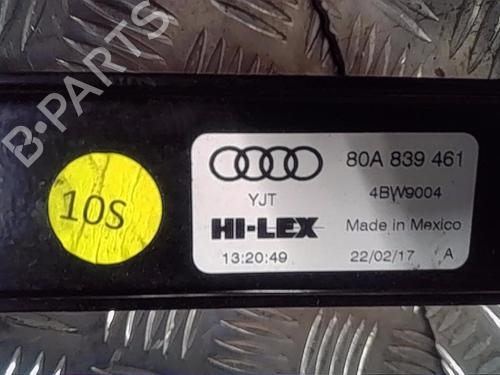 B-PARTS
10S
80A 839 461
YJT
4BW9004
HI-LEX
Made in Mexico
13:20:49
22/02/17 A